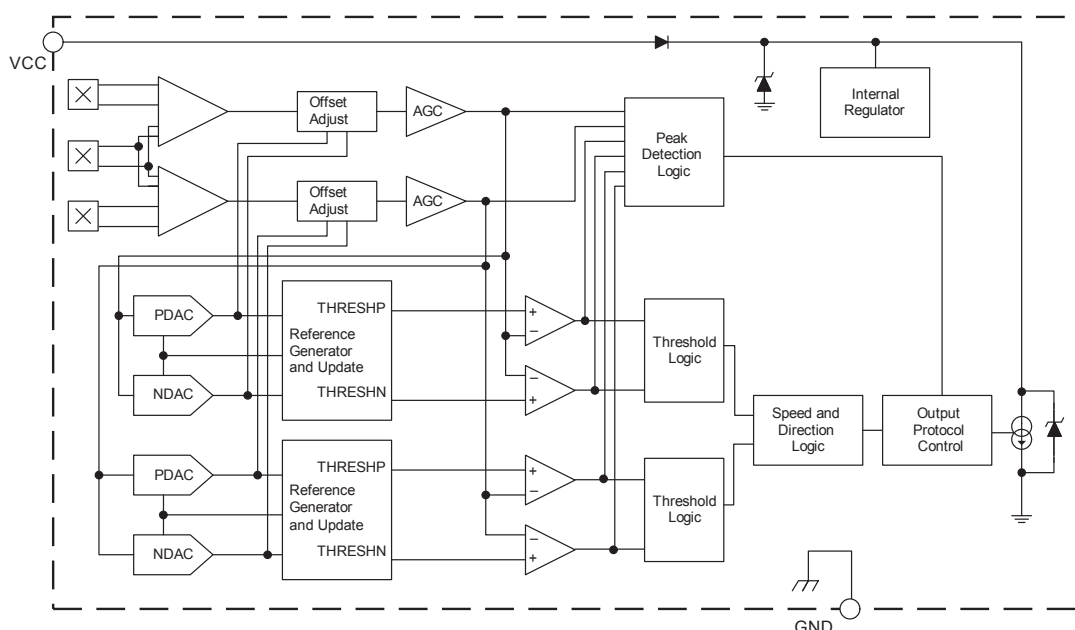 VCC
Offset
Adjust
AGC
Internal
Regulator
Peak
Detection
Logic
Offset
Adjust
AGC
PDAC
NDAC
THRESHP
Reference
Generator
and Update
THRESHN
+
−
−
+
Threshold
Logic
Speed and
Direction
Logic
Output
Protocol
Control
PDAC
NDAC
THRESHP
Reference
Generator
and Update
THRESHN
+
−
−
+
Threshold
Logic
GND